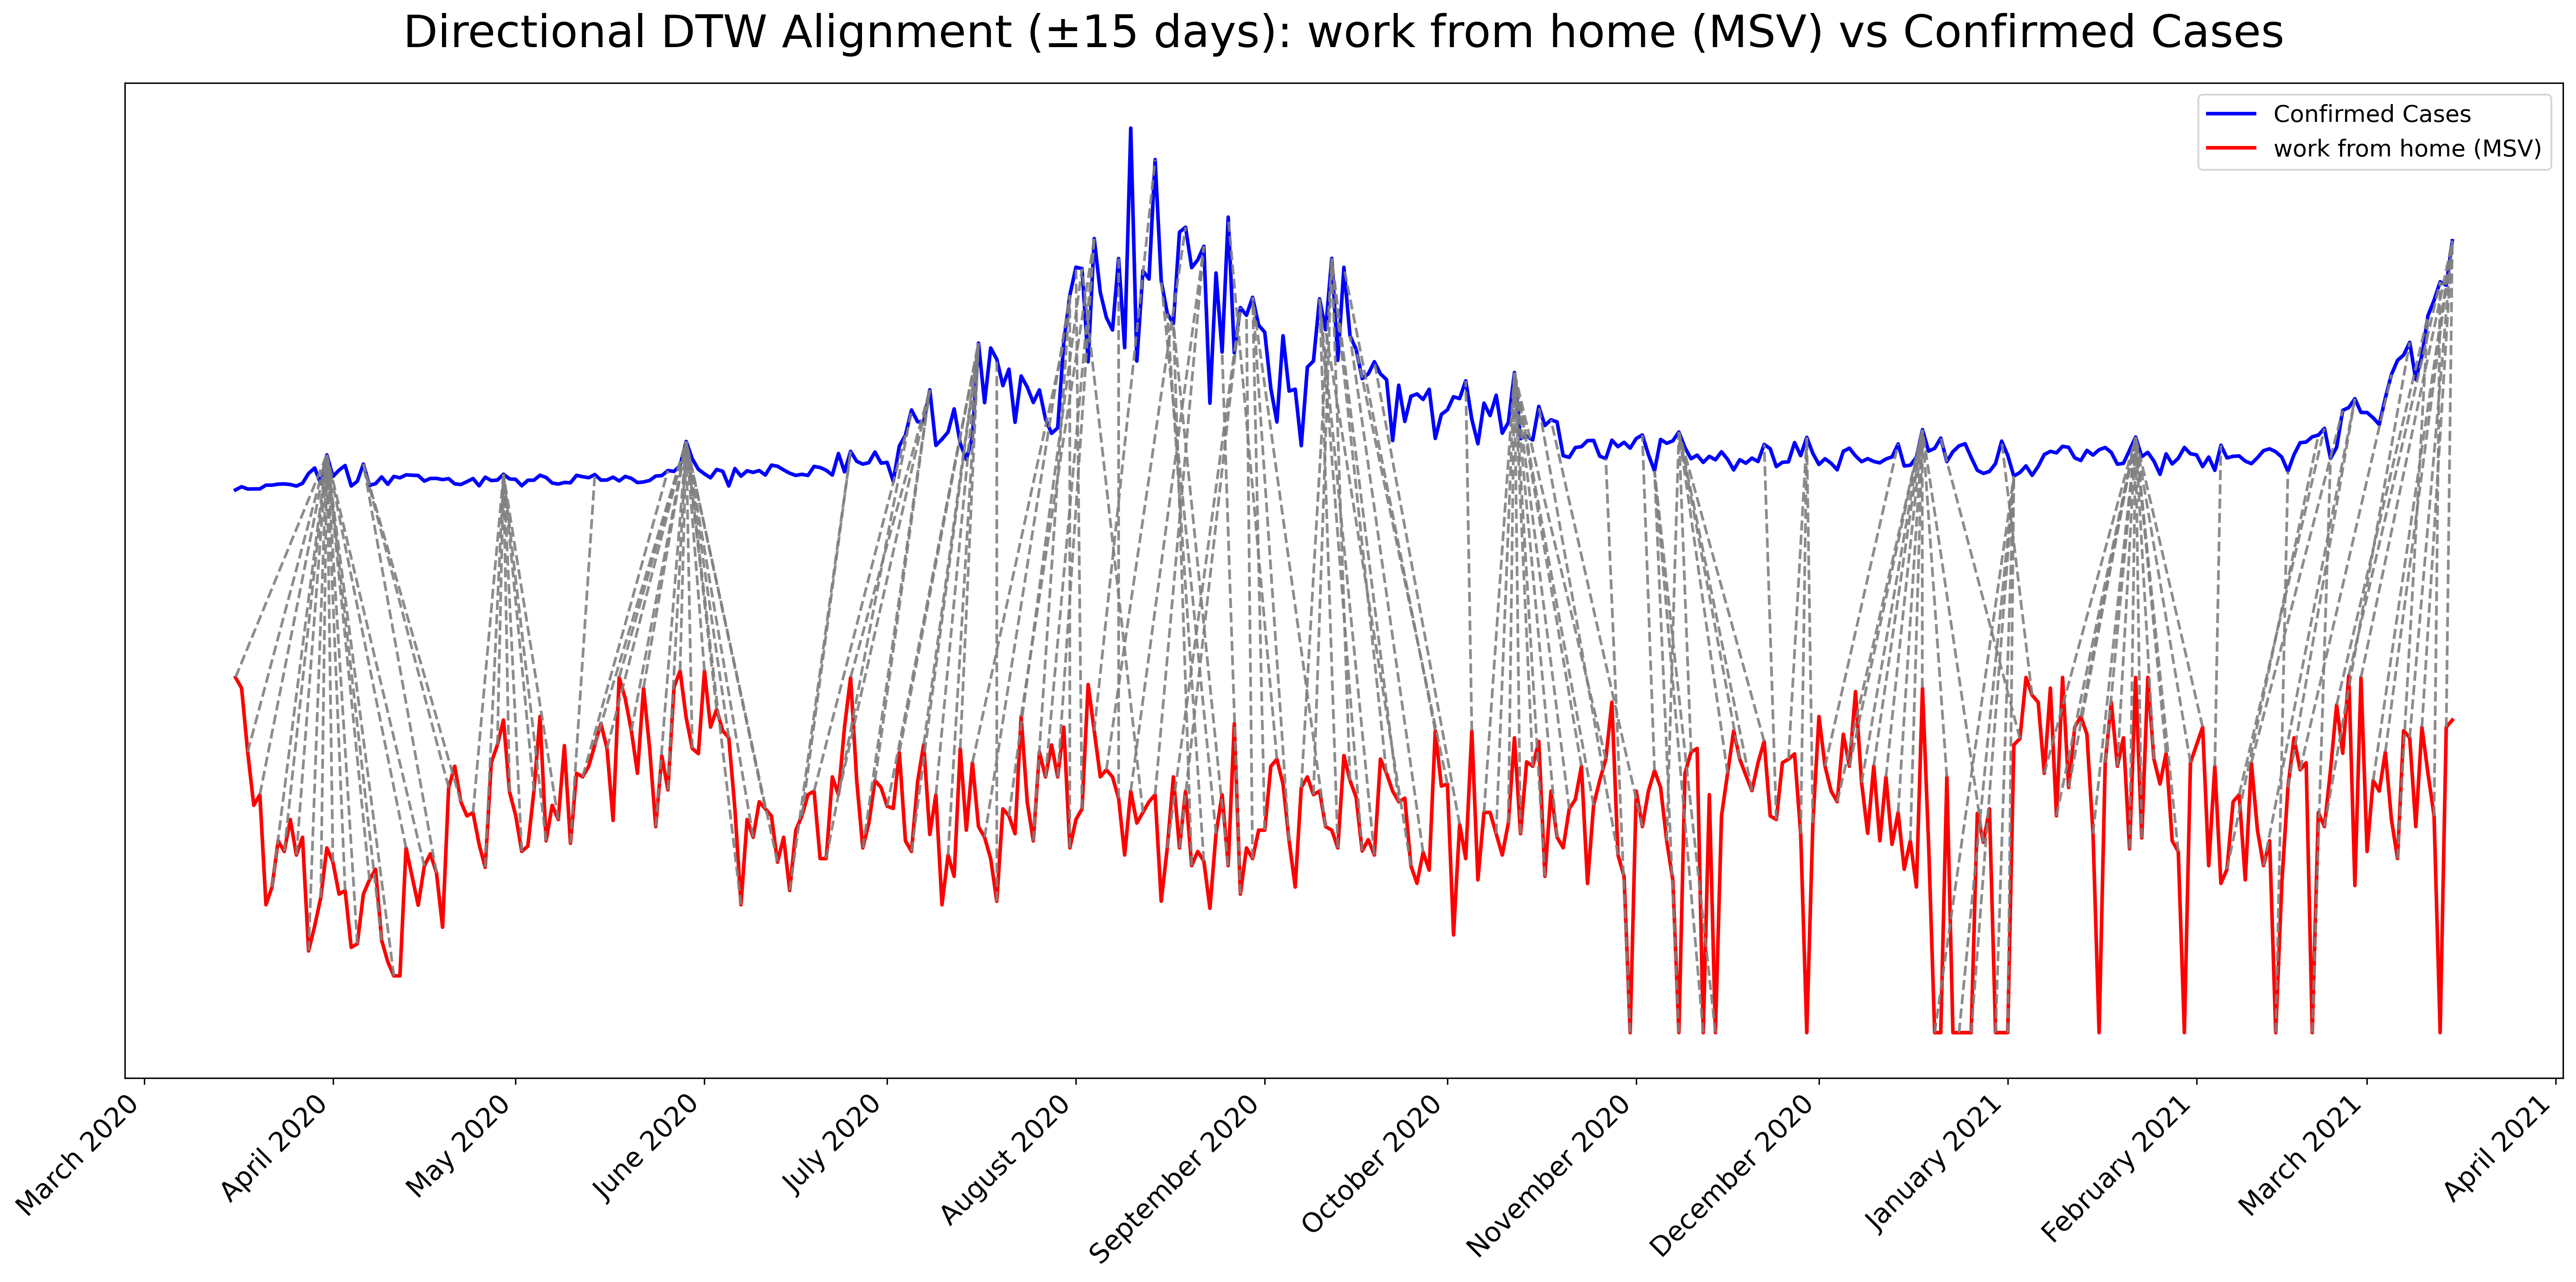 Directional DTW Alignment (±15 days): work from home (MSV) vs Confirmed Cases
Confirmed Cases
work from home (MSV)
March 2020
April 2020
May 2020
June 2020
July 2020
August 2020
September 2020
October 2020
November 2020
December 2020
January 2021
February 2021
March 2021
April 2021